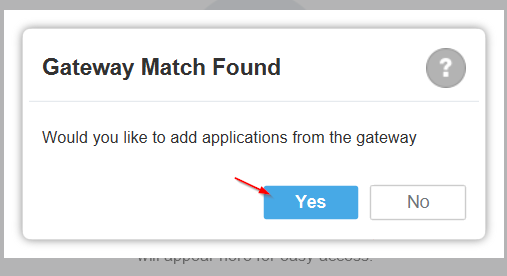 Gateway Match Found
?
Would you like to add applications from the gateway
Yes
No
will appear here for easy access.